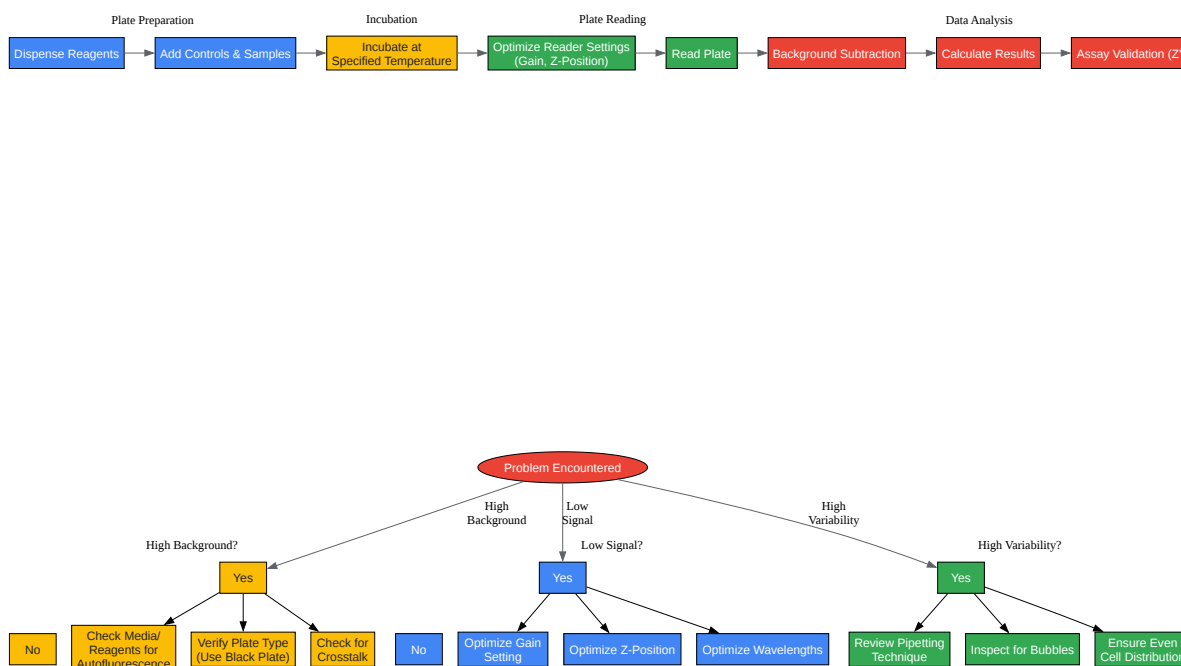 Plate Preparation
Incubation
Plate Reading
Data Analysis
Dispense Reagents
Add Controls & Samples
Incubate at
Specified Temperature
Optimize Reader Settings
(Gain, Z-Position)
Read Plate
Background Subtraction
Calculate Results
Assay Validation (Z'
Problem Encountered
High
Background
Low
Signal
High
Variability
High Background?
Low Signal?
High Variability?
Yes
Yes
Yes
No
Check Media/
Reagents for
Autofluorescence
Verify Plate Type
(Use Black Plate)
Check for
Crosstalk
No
Optimize Gain
Setting
Optimize Z-Position
Optimize Wavelengths
Review Pipetting
Technique
Inspect for Bubbles
Ensure Even
Cell Distribution